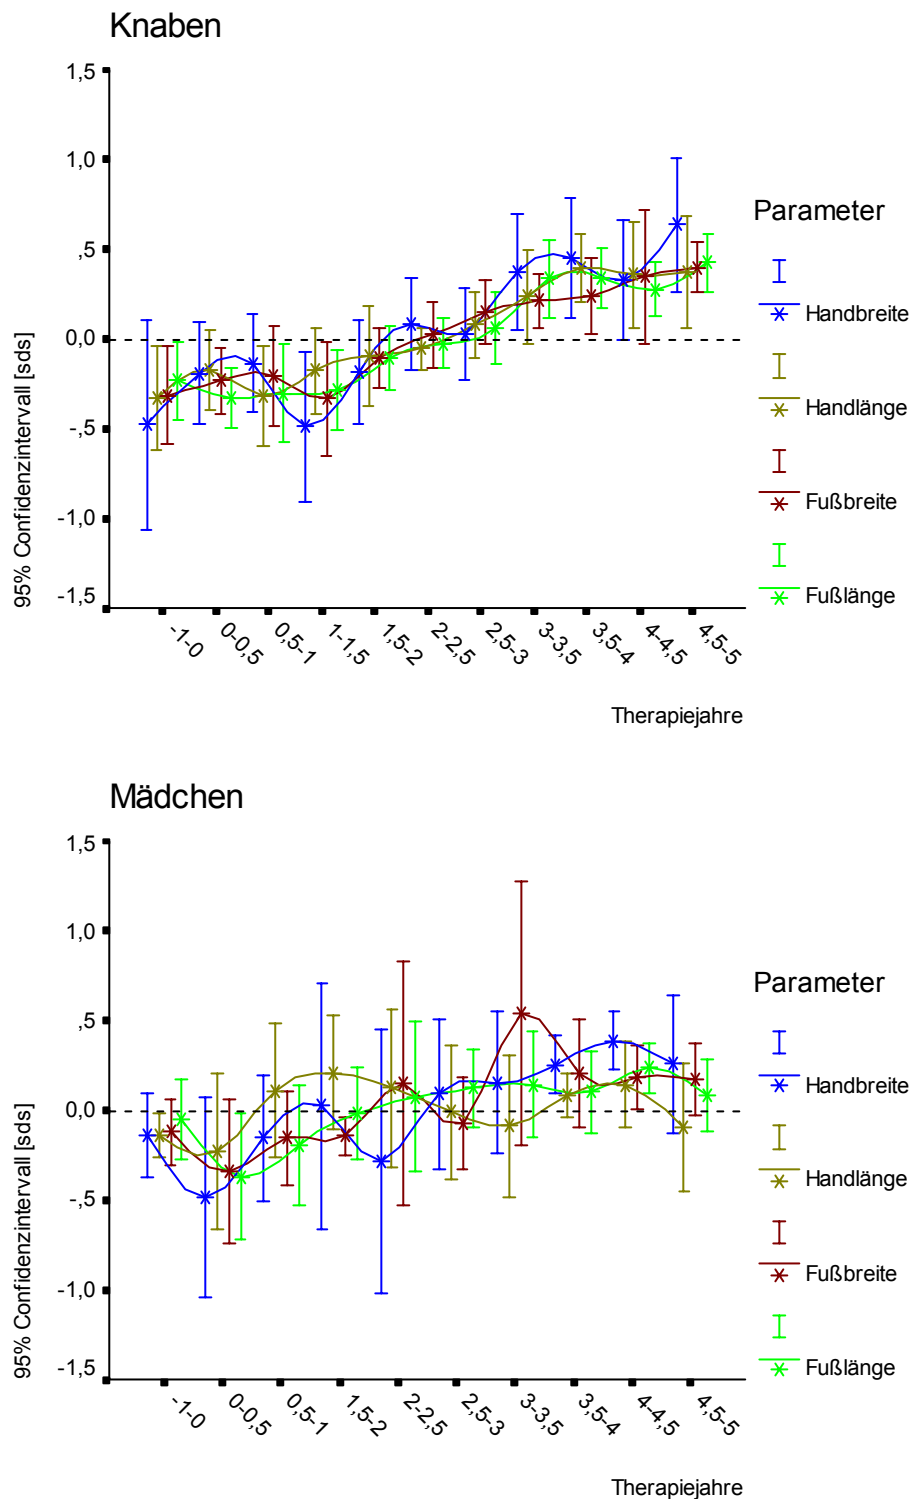 Knaben
1,5
1,0
,5
0,0
-,5
-1,0
-1,5
95% Confidenzintervall [sds]
-1-0
0-0,5
0,5-1
1-1,5
1,5-2
2-2,5
2,5-3
3-3,5
3,5-4
4-4,5
4,5-5
Therapiejahre
Parameter
Handbreite
Handlänge
Fußbreite
Fußlänge
Mädchen
1,5
1,0
,5
0,0
-,5
-1,0
-1,5
95% Confidenzintervall [sds]
-1-0
0-0,5
0,5-1
1,5-2
2-2,5
2,5-3
3-3,5
3,5-4
4-4,5
4,5-5
Therapiejahre
Parameter
Handbreite
Handlänge
Fußbreite
Fußlänge